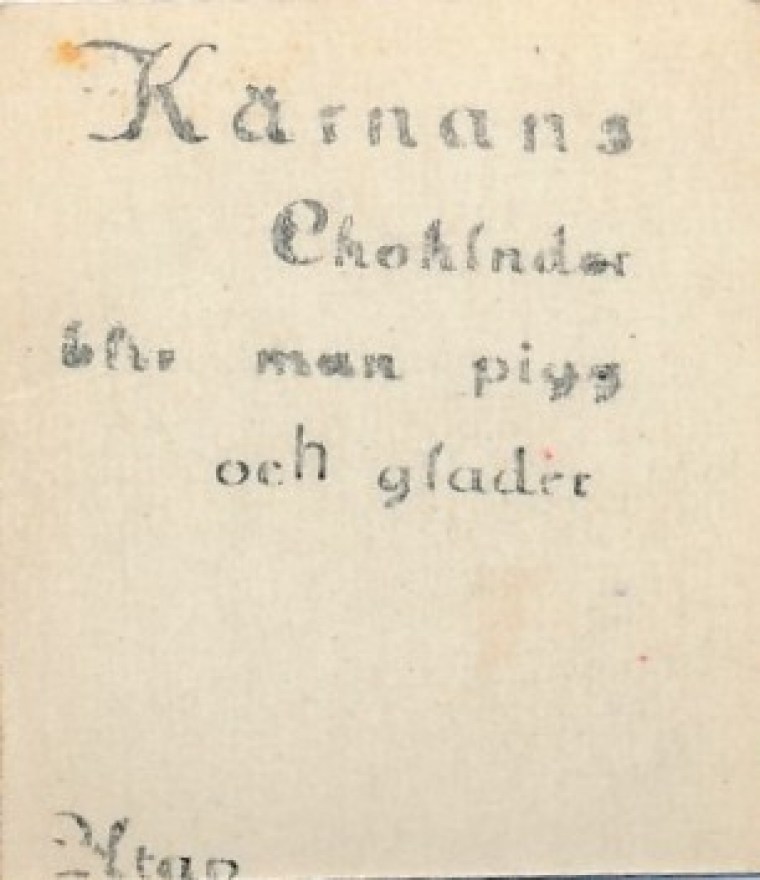 Kärnans
Choklader
blir man pigg
och glader